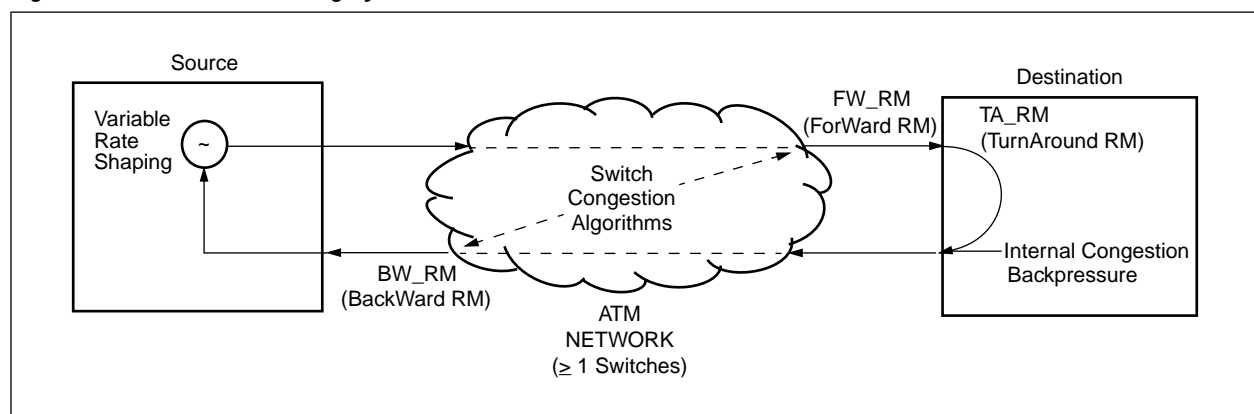 Source
Variable
Rate
Shaping
~
BW_RM
(BackWard RM)
Switch
Congestion
Algorithms
ATM
NETWORK
(≥ 1 Switches)
FW_RM
(ForWard RM)
Destination
TA_RM
(TurnAround RM)
Internal Congestion
Backpressure